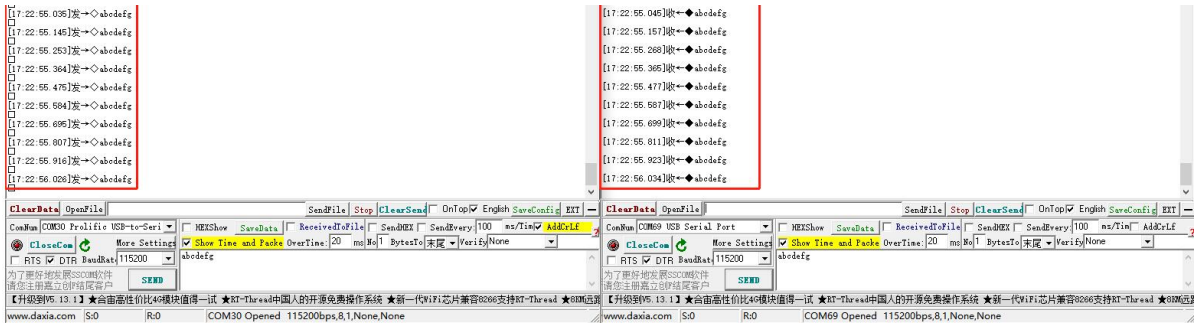 [17:22:55.035]发→◇abcdefg
[17:22:55.145]发→◇abcdefg
[17:22:55.253]发→◇abcdefg
[17:22:55.364]发→◇abcdefg
[17:22:55.475]发→◇abcdefg
[17:22:55.584]发→◇abcdefg
[17:22:55.695]发→◇abcdefg
[17:22:55.807]发→◇abcdefg
[17:22:55.916]发→◇abcdefg
[17:22:56.026]发→◇abcdefg
ClearData OpenFile SendFile Stop ClearSend OnTop English SaveConfig EXT —
ComNum COM30 Prolific USB-to-Seri HEXShow SaveData ReceivedToFile SendHEX SendEvery: 100 ms/Tim AddCrLf
CloseCom More Settings Show Time and Packe OverTime: 20 ms No 1 BytesTo 末尾 Verify None
RTS DTR BaudRat: 115200 abcdefg
为了更好地发展SSCOM软件
请您注册嘉立创F结尾客户 SEND
【升级到V5.13.1】★合宙高性价比4G模块值得一试 ★RT-Thread中国人的开源免费操作系统 ★新一代WiFi芯片兼容8266支持RT-Thread ★8KM远距
www.daxia.com S:0 R:0 COM30 Opened 115200bps,8,1,None,None
[17:22:55.045]收←◆abcdefg
[17:22:55.157]收←◆abcdefg
[17:22:55.268]收←◆abcdefg
[17:22:55.365]收←◆abcdefg
[17:22:55.477]收←◆abcdefg
[17:22:55.587]收←◆abcdefg
[17:22:55.699]收←◆abcdefg
[17:22:55.811]收←◆abcdefg
[17:22:55.923]收←◆abcdefg
[17:22:56.034]收←◆abcdefg
ClearData OpenFile SendFile Stop ClearSend OnTop English SaveConfig EXT —
ComNum COM69 USB Serial Port HEXShow SaveData ReceivedToFile SendHEX SendEvery: 100 ms/Tim AddCrLf
CloseCom More Settings Show Time and Packe OverTime: 20 ms No 1 BytesTo 末尾 Verify None
RTS DTR BaudRat: 115200 abcdefg
为了更好地发展SSCOM软件
请您注册嘉立创F结尾客户 SEND
【升级到V5.13.1】★合宙高性价比4G模块值得一试 ★RT-Thread中国人的开源免费操作系统 ★新一代WiFi芯片兼容8266支持RT-Thread ★8KM远距
www.daxia.com S:0 R:0 COM69 Opened 115200bps,8,1,None,None